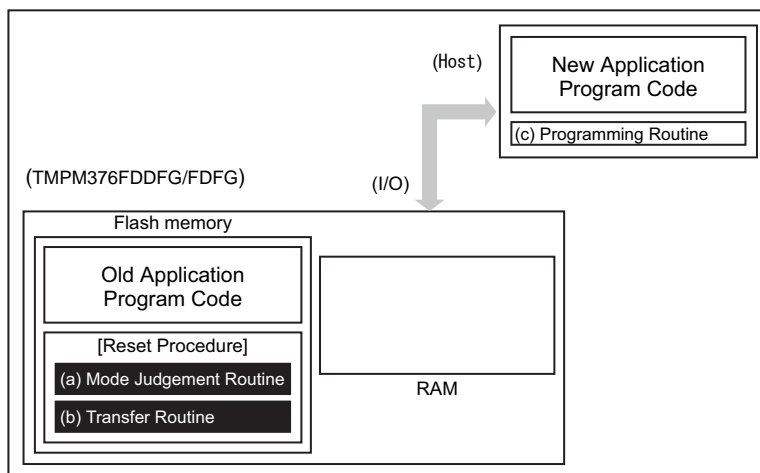 (Host)
New Application
Program Code
(c) Programming Routine
(TMPM376FDDFG/FDFG)
(I/O)
Flash memory
Old Application
Program Code
[Reset Procedure]
(a) Mode Judgement Routine
(b) Transfer Routine
RAM